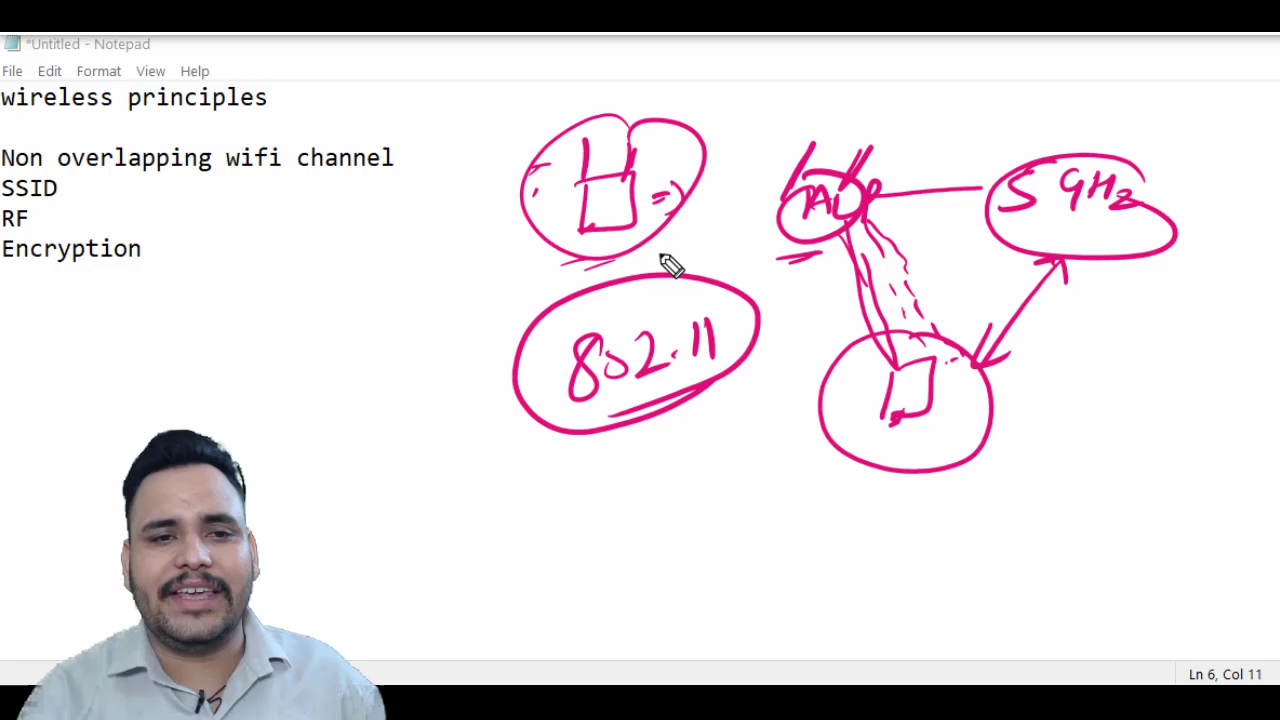 *Untitled - Notepad
File Edit Format View Help
wireless principles
Non overlapping wifi channel
SSID
RF
Encryption
5 GHz
802.11
Ln 6, Col 11